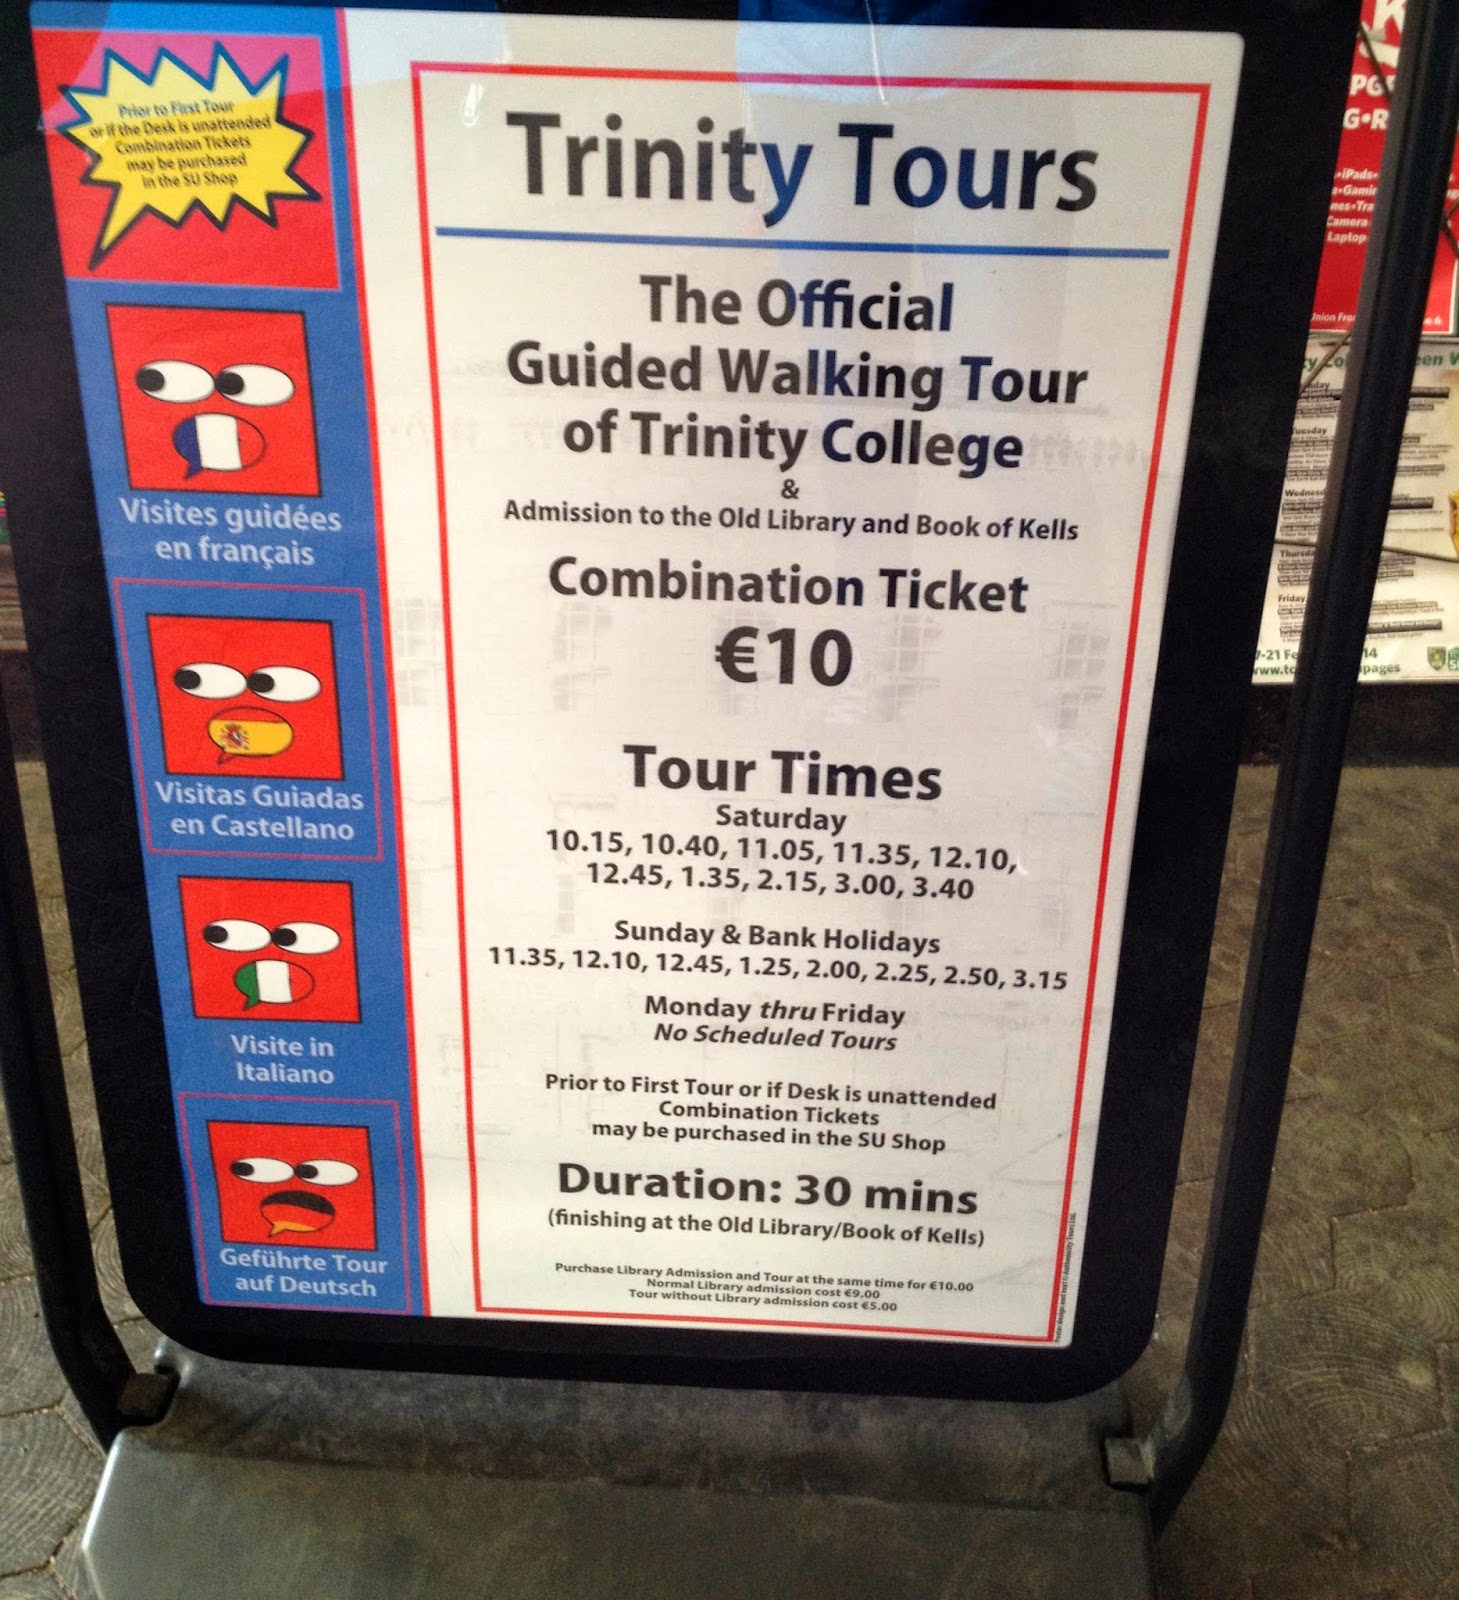 Prior to First Tour
or if the Desk is unattended
Combination Tickets
may be purchased
in the SU Shop
Visites guidées
en français
Visitas Guiadas
en Castellano
Visite in
Italiano
Geführte Tour
auf Deutsch
Trinity Tours
The Official
Guided Walking Tour
of Trinity College
&
Admission to the Old Library and Book of Kells
Combination Ticket
€10
Tour Times
Saturday
10.15, 10.40, 11.05, 11.35, 12.10,
12.45, 1.35, 2.15, 3.00, 3.40
Sunday & Bank Holidays
11.35, 12.10, 12.45, 1.25, 2.00, 2.25, 2.50, 3.15
Monday thru Friday
No Scheduled Tours
Prior to First Tour or if Desk is unattended
Combination Tickets
may be purchased in the SU Shop
Duration: 30 mins
(finishing at the Old Library/Book of Kells)
Purchase Library Admission and Tour at the same time for €10.00
Normal Library admission cost €9.00
Tour without Library admission cost €5.00
iPads
Camera
Laptop
Friday